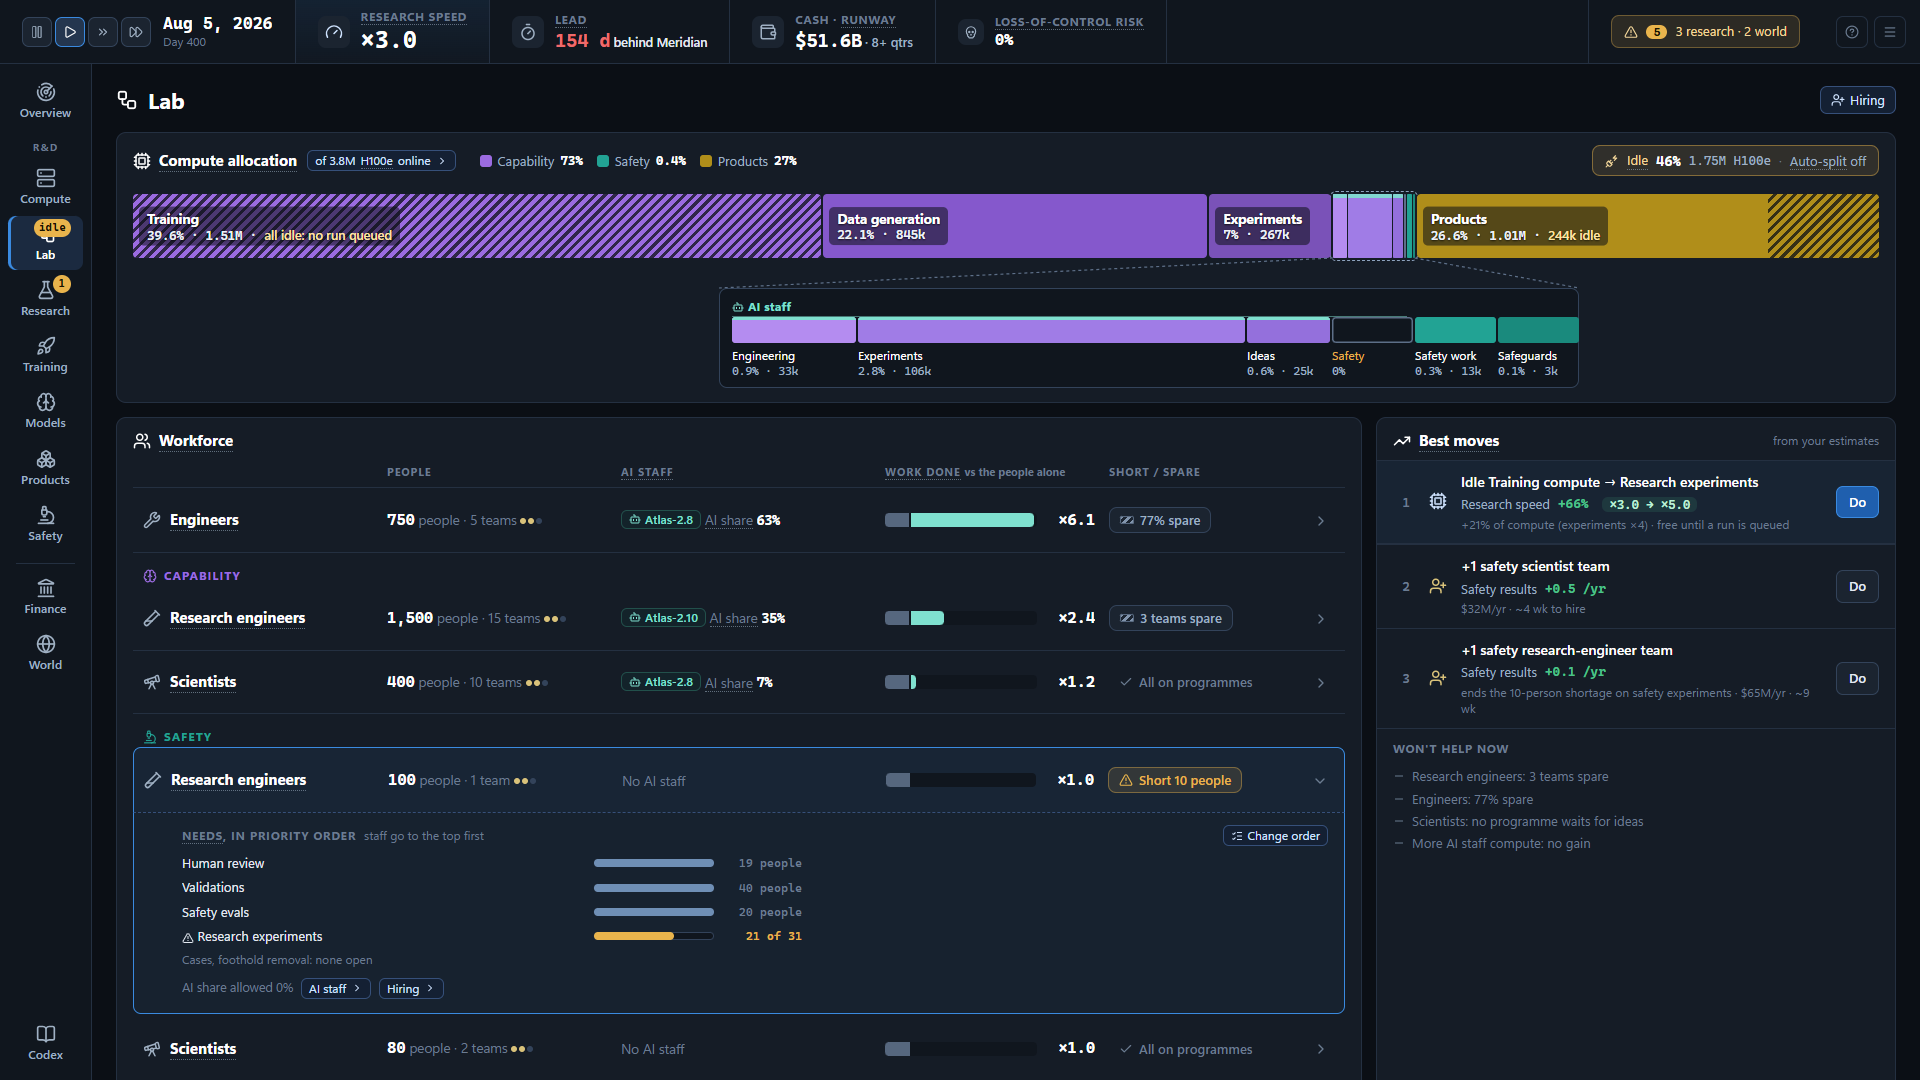 Aug 5, 2026
Day 400
RESEARCH SPEED
×3.0
LEAD
154 d behind Meridian
CASH · RUNWAY
$51.6B · 8+ qtrs
LOSS-OF-CONTROL RISK
0%
5 3 research · 2 world
Overview
R&D
Compute
idle
Lab
1
Research
Training
Models
Products
Safety
Finance
World
Codex
Lab
Hiring
Compute allocation
of 3.8M H100e online
Capability 73%
Safety 0.4%
Products 27%
Idle 46% 1.75M H100e · Auto-split off
Training
39.6% · 1.51M · all idle: no run queued
Data generation
22.1% · 845k
Experiments
7% · 267k
Products
26.6% · 1.01M · 244k idle
AI staff
Engineering
0.9% · 33k
Experiments
2.8% · 106k
Ideas
0.6% · 25k
Safety
0%
Safety work
0.3% · 13k
Safeguards
0.1% · 3k
Workforce
PEOPLE
AI STAFF
WORK DONE vs the people alone
SHORT / SPARE
Engineers
750 people · 5 teams
Atlas-2.8 AI share 63%
×6.1
77% spare
CAPABILITY
Research engineers
1,500 people · 15 teams
Atlas-2.10 AI share 35%
×2.4
3 teams spare
Scientists
400 people · 10 teams
Atlas-2.8 AI share 7%
×1.2
All on programmes
SAFETY
Research engineers
100 people · 1 team
No AI staff
×1.0
Short 10 people
NEEDS, IN PRIORITY ORDER staff go to the top first
Change order
Human review
19 people
Validations
40 people
Safety evals
20 people
Research experiments
21 of 31
Cases, foothold removal: none open
AI share allowed 0%
AI staff
Hiring
Scientists
80 people · 2 teams
No AI staff
×1.0
All on programmes
Best moves
from your estimates
1
Idle Training compute → Research experiments
Research speed +66% ×3.0 → ×5.0
+21% of compute (experiments ×4) · free until a run is queued
Do
2
+1 safety scientist team
Safety results +0.5 /yr
$32M/yr · ~4 wk to hire
Do
3
+1 safety research-engineer team
Safety results +0.1 /yr
ends the 10-person shortage on safety experiments · $65M/yr · ~9
wk
Do
WON'T HELP NOW
Research engineers: 3 teams spare
Engineers: 77% spare
Scientists: no programme waits for ideas
More AI staff compute: no gain